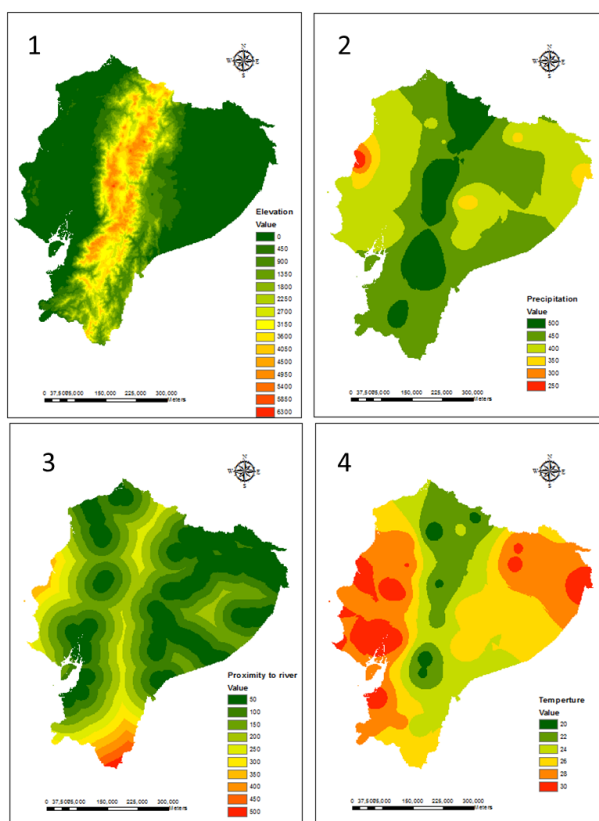 1
N
W E
S
Elevation
Value
0
450
900
1350
1800
2250
2700
3150
3600
4050
4500
4950
5400
5850
6300
0 37,50075,000 150,000 225,000 300,000
Meters
2
N
W E
S
Precipitation
Value
500
450
400
350
300
250
0 37,50075,000 150,000 225,000 300,000
Meters
3
N
W E
S
Proximity to river
Value
50
100
150
200
250
300
350
400
450
500
0 37,50075,000 150,000 225,000 300,000
Meters
4
N
W E
S
Temperture
Value
20
22
24
26
28
30
0 37,50075,000 150,000 225,000 300,000
Meters